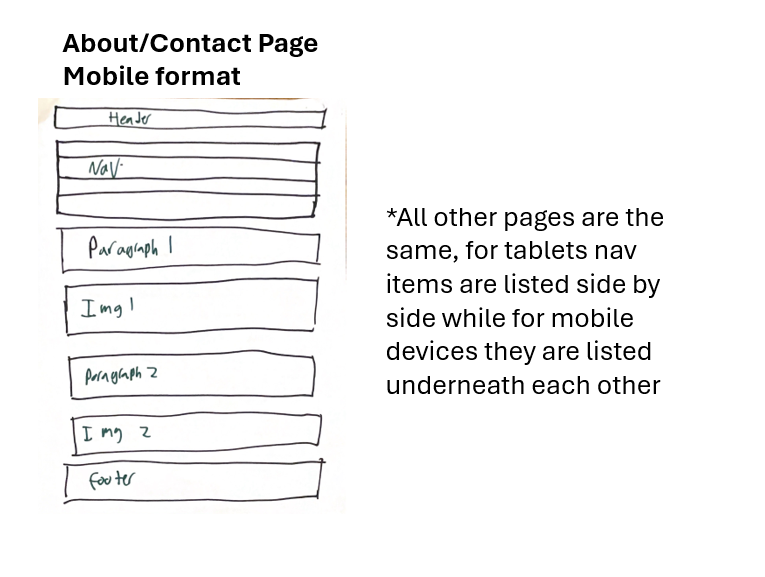 About/Contact Page
Mobile format
Header
Nav
Paragraph 1
Img 1
Paragraph 2
Img 2
Footer
*All other pages are the
same, for tablets nav
items are listed side by
side while for mobile
devices they are listed
underneath each other